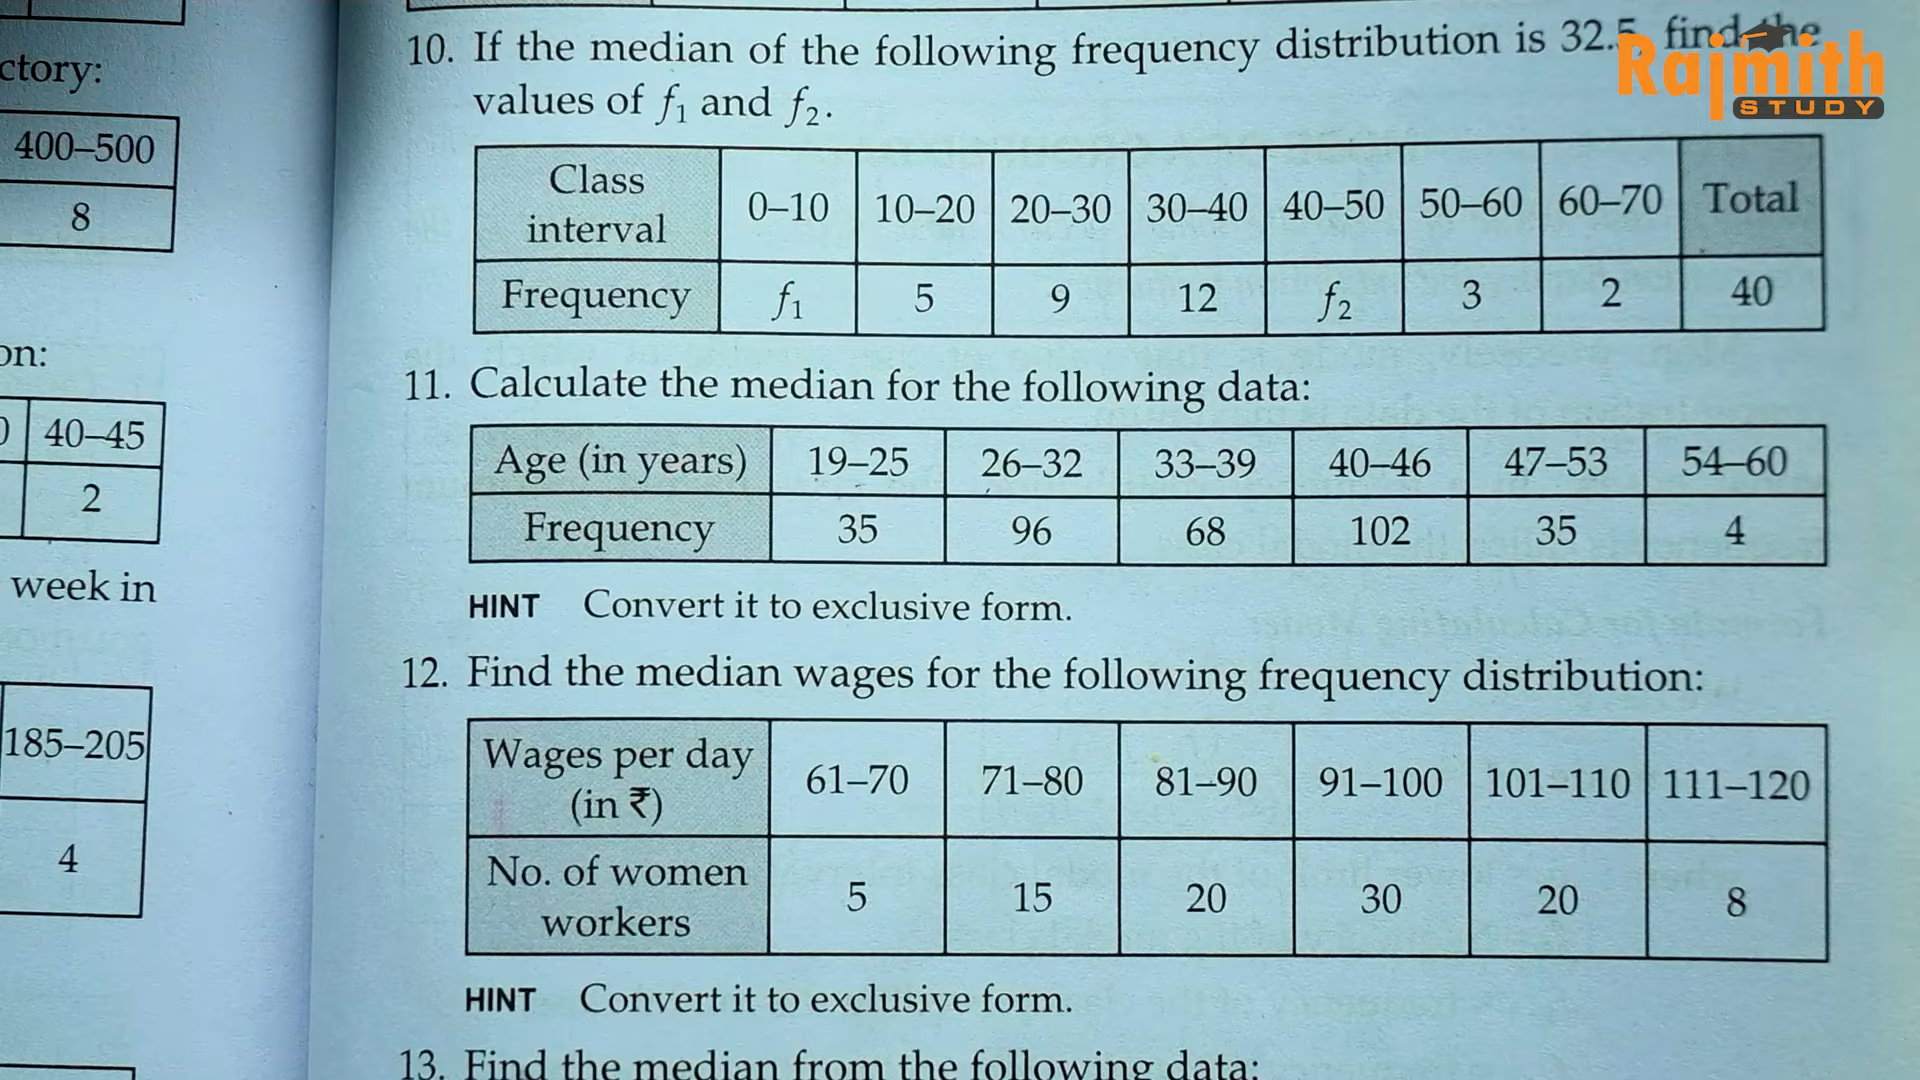 ctory:
400–500
8
on:
40–45
2
week in
185–205
4
10. If the median of the following frequency distribution is 32.5, find the
values of f₁ and f₂.
Class interval 0–10 10–20 20–30 30–40 40–50 50–60 60–70 Total
Frequency f₁ 5 9 12 f₂ 3 2 40
11. Calculate the median for the following data:
Age (in years) 19–25 26–32 33–39 40–46 47–53 54–60
Frequency 35 96 68 102 35 4
HINT Convert it to exclusive form.
12. Find the median wages for the following frequency distribution:
Wages per day (in ₹) 61–70 71–80 81–90 91–100 101–110 111–120
No. of women workers 5 15 20 30 20 8
HINT Convert it to exclusive form.
13. Find the median from the following data:
Rajmith
STUDY